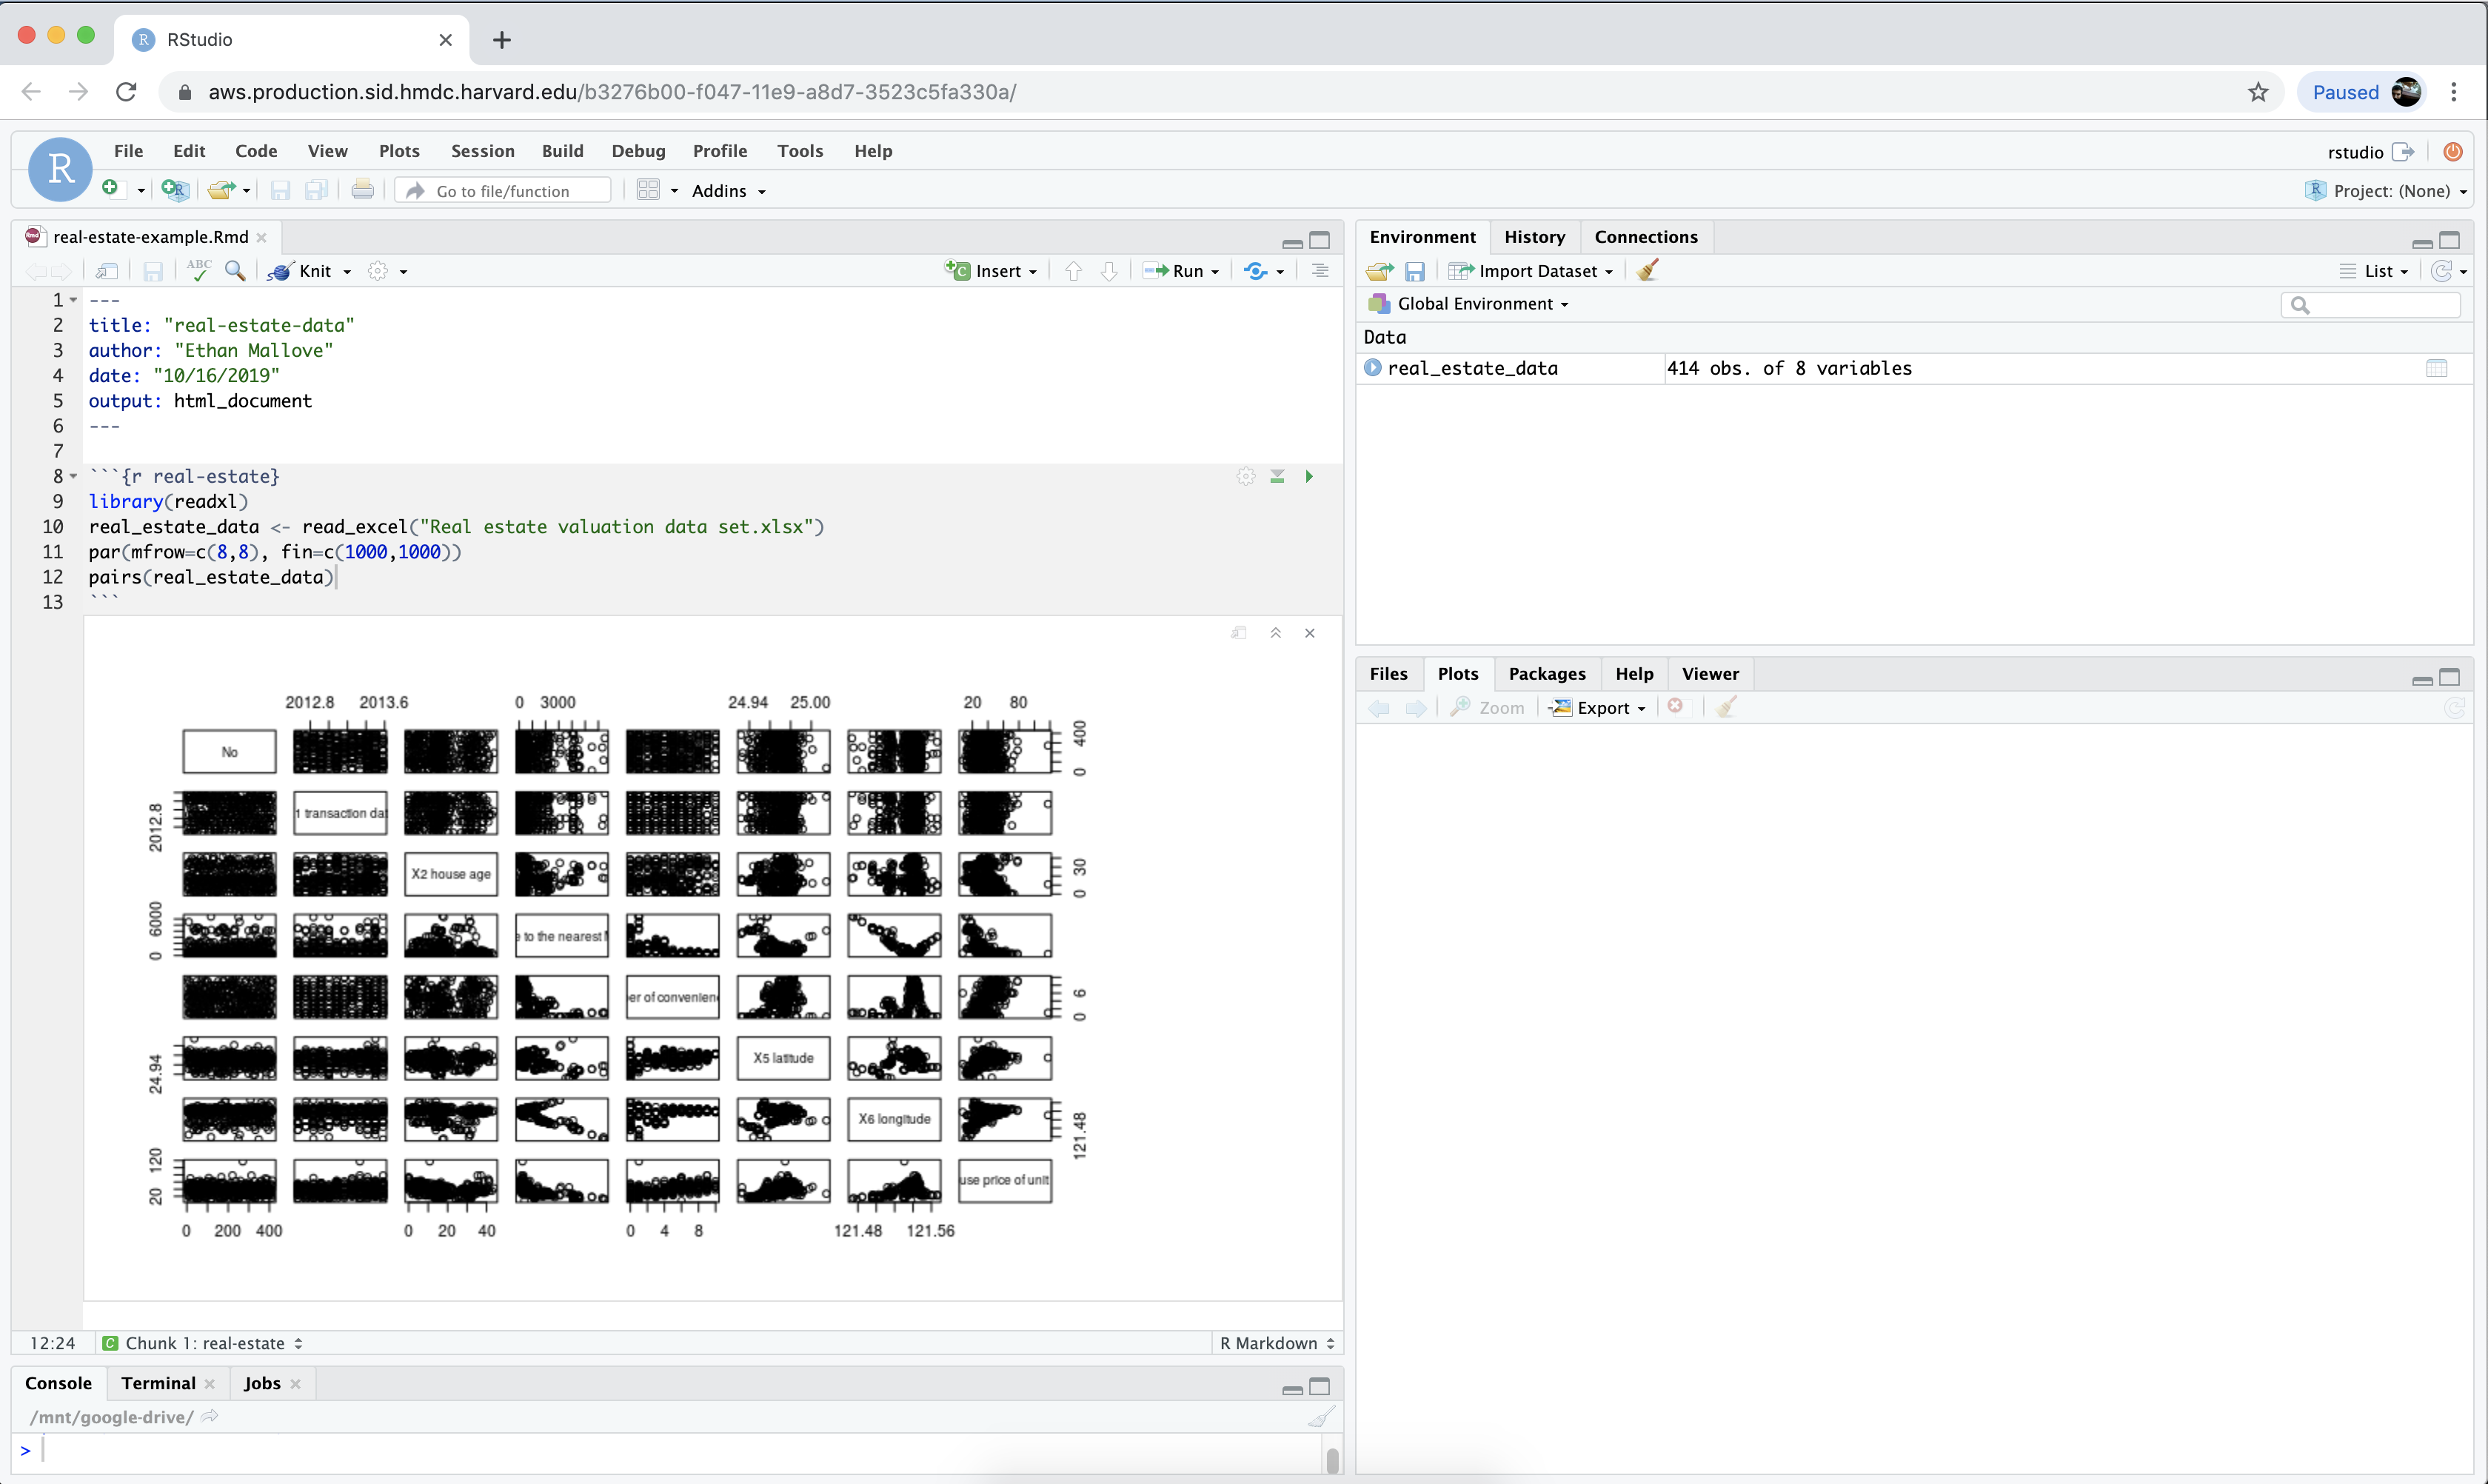 RStudio
aws.production.sid.hmdc.harvard.edu/b3276b00-f047-11e9-a8d7-3523c5fa330a/
Paused
R
File Edit Code View Plots Session Build Debug Profile Tools Help
rstudio
Go to file/function
Addins
Project: (None)
real-estate-example.Rmd
ABC
Knit
Insert
Run
1 ---
2 title: "real-estate-data"
3 author: "Ethan Mallove"
4 date: "10/16/2019"
5 output: html_document
6 ---
7
8 ```{r real-estate}
9 library(readxl)
10 real_estate_data <- read_excel("Real estate valuation data set.xlsx")
11 par(mfrow=c(8,8), fin=c(1000,1000))
12 pairs(real_estate_data)
13 ```
2012.8 2013.6 0 3000 24.94 25.00 20 80
No
0 400
2012.8
1 transaction dat
X2 house age
0 30
0 6000
e to the nearest
er of convenien
0 6
24.94
X5 latitude
X6 longitude
121.48
20 120
use price of unit
0 200 400 0 20 40 0 4 8 121.48 121.56
12:24
Chunk 1: real-estate
R Markdown
Console Terminal Jobs
/mnt/google-drive/
>
Environment History Connections
Import Dataset
List
Global Environment
Data
real_estate_data 414 obs. of 8 variables
Files Plots Packages Help Viewer
Zoom
Export